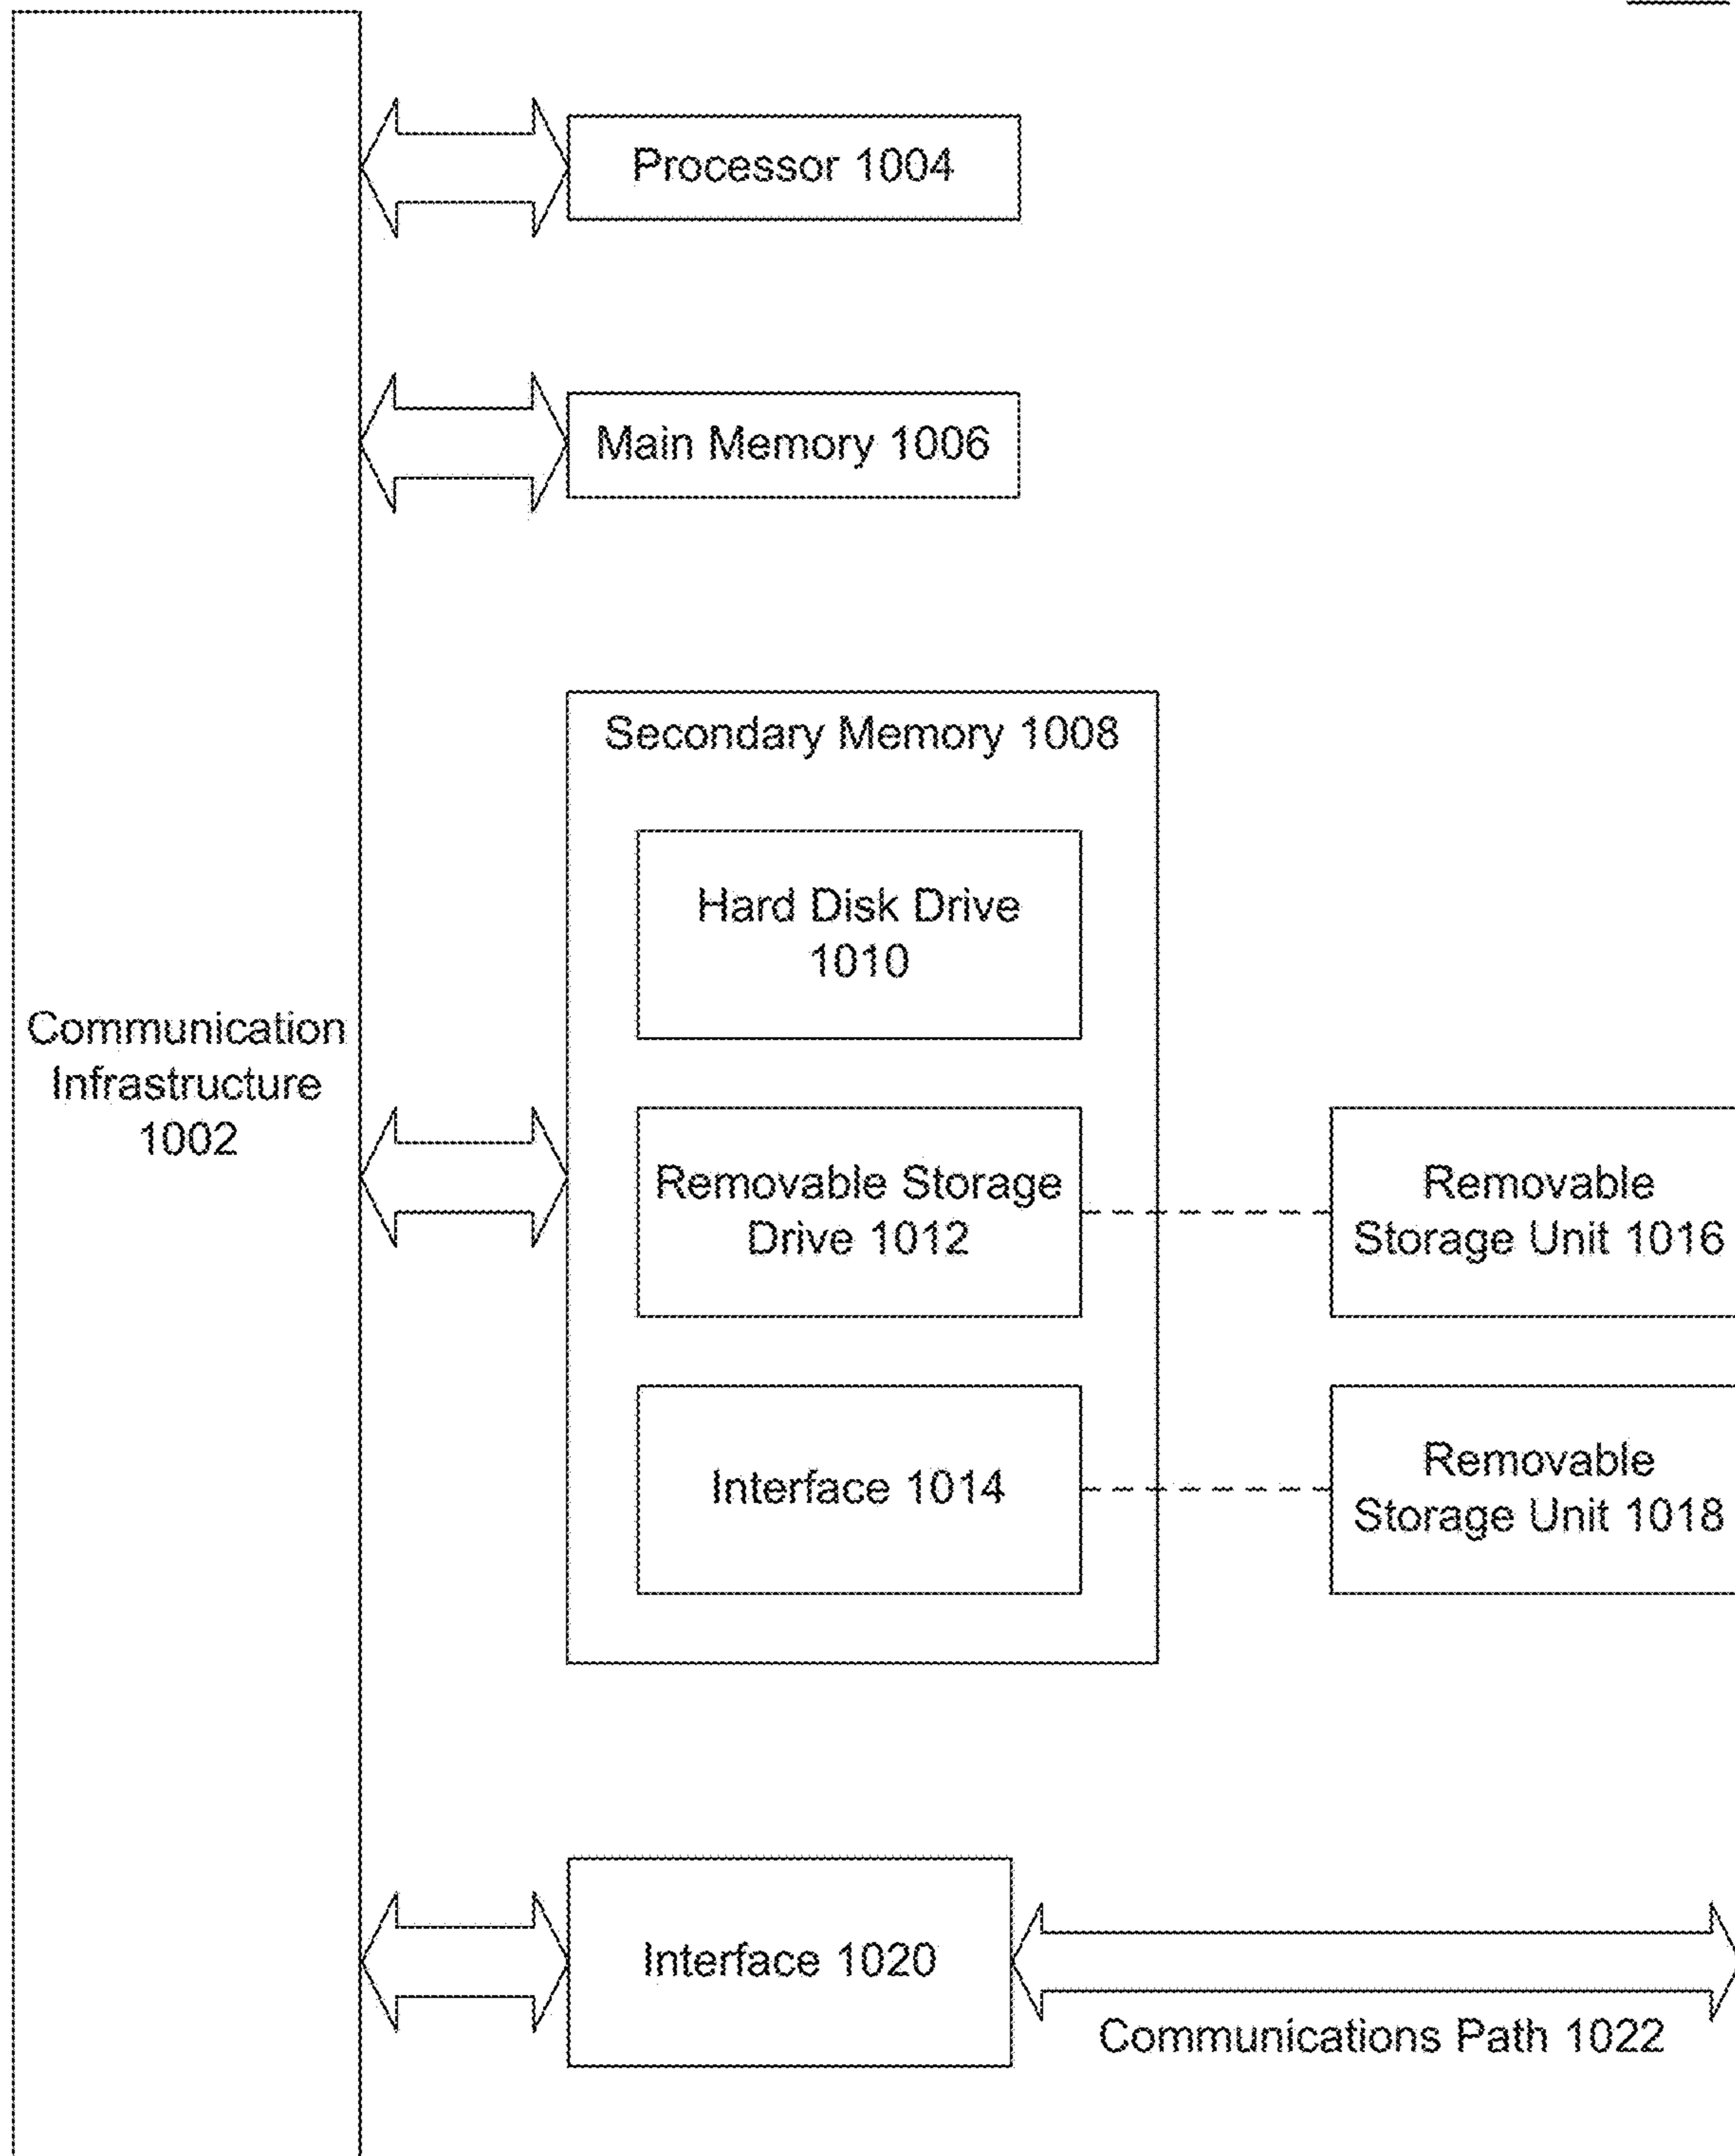 Processor 1004
Main Memory 1006
Secondary Memory 1008
Hard Disk Drive
1010
Communication
Infrastructure
1002
Removable Storage
Drive 1012
Removable
Storage Unit 1016
Interface 1014
Removable
Storage Unit 1018
Interface 1020
Communications Path 1022